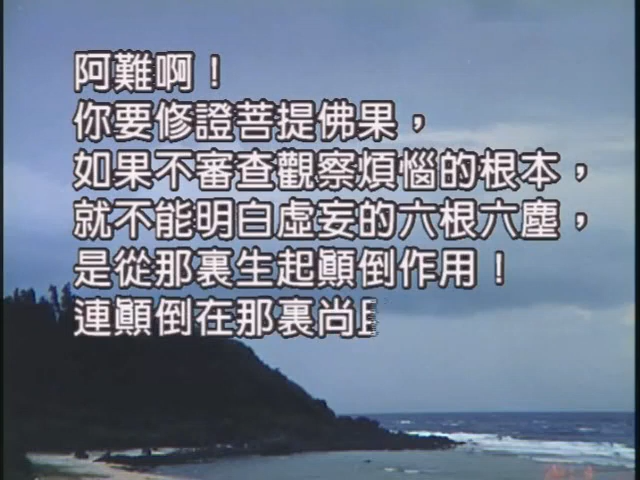 阿難啊！
你要修證菩提佛果，
如果不審查觀察煩惱的根本，
就不能明白虛妄的六根六塵，
是從那裏生起顚倒作用！
連顚倒在那裏尚